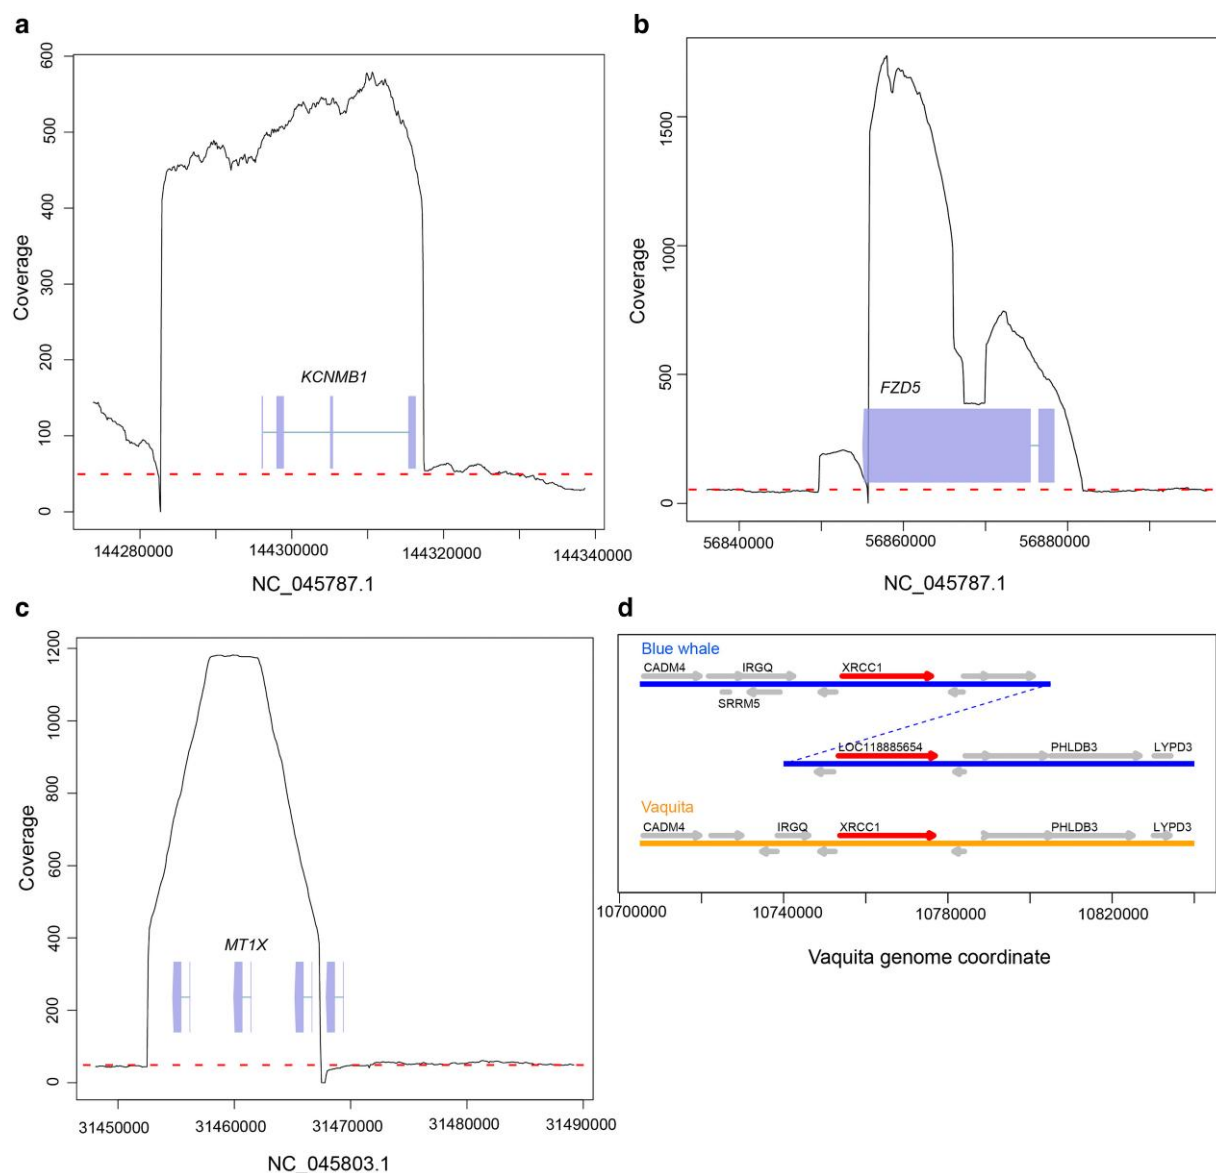 a
600
500
400
300
200
100
0
Coverage
KCNMB1
144280000 144300000 144320000 144340000
NC_045787.1
b
1500
1000
500
0
Coverage
FZD5
56840000 56860000 56880000
NC_045787.1
c
1200
1000
800
600
400
200
0
Coverage
MT1X
31450000 31460000 31470000 31480000 31490000
NC_045803.1
d
Blue whale
CADM4 IRGQ XRCC1
SRRM5
LOC118885654 PHLDB3 LYPD3
Vaquita
CADM4 IRGQ XRCC1 PHLDB3 LYPD3
10700000 10740000 10780000 10820000
Vaquita genome coordinate